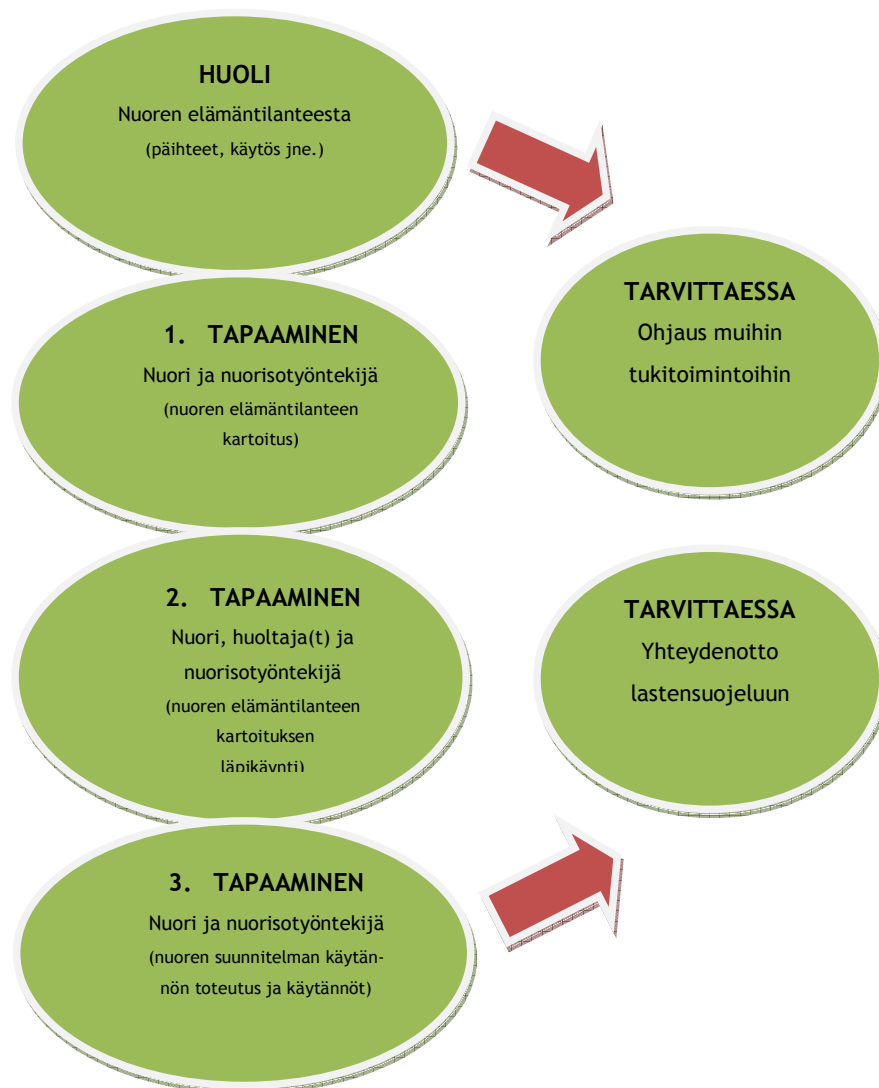 HUOLI
Nuoren elämäntilanteesta
(päihteet, käytös jne.)
1. TAPAAMINEN
Nuori ja nuorisotyöntekijä
(nuoren elämäntilanteen
kartoitus)
2. TAPAAMINEN
Nuori, huoltaja(t) ja
nuorisotyöntekijä
(nuoren elämäntilanteen
kartoituksen
läpikäynti)
3. TAPAAMINEN
Nuori ja nuorisotyöntekijä
(nuoren suunnitelman käytän-
nön toteutus ja käytännöt)
TARVITTAESSA
Ohjaus muihin
tukitoimintoihin
TARVITTAESSA
Yhteydenotto
lastensuojeluun